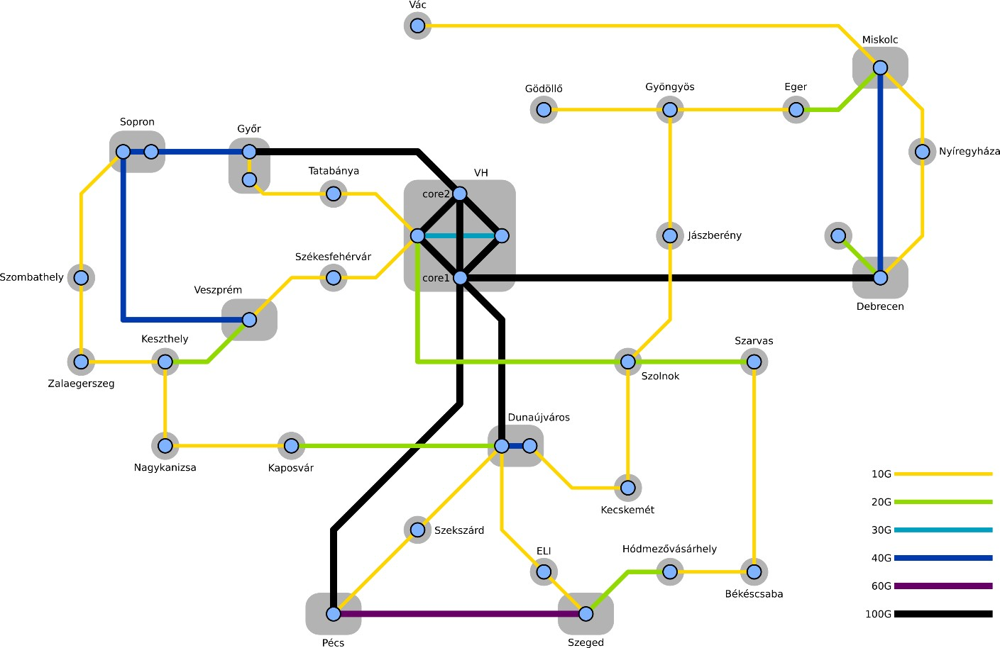 Vác
Miskolc
Gödöllő
Gyöngyös
Eger
Sopron
Győr
Nyíregyháza
Tatabánya
VH
core2
Jászberény
Székesfehérvár
Szombathely
core1
Veszprém
Debrecen
Keszthely
Szarvas
Szolnok
Zalaegerszeg
Dunaújváros
Nagykanizsa
Kaposvár
10G
20G
Kecskemét
Szekszárd
30G
ELI
Hódmezővásárhely
40G
60G
Békéscsaba
100G
Pécs
Szeged